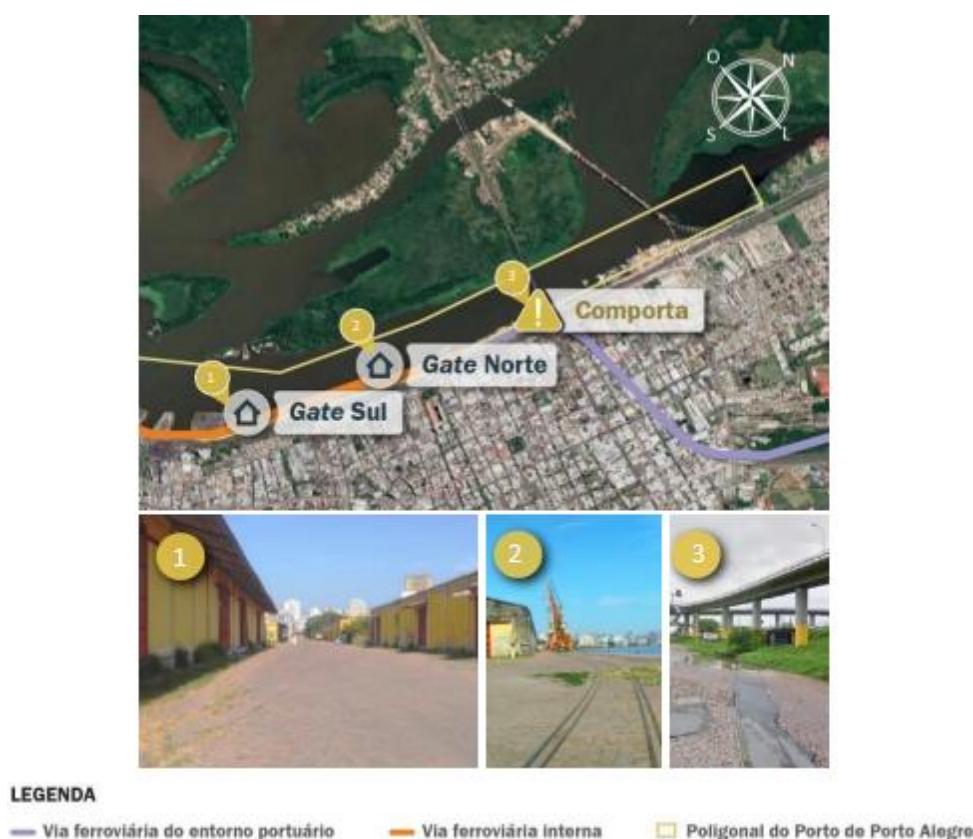 O N
S L
3
Comporta
2
Gate Norte
1
Gate Sul
1 2 3
LEGENDA
Via ferroviária do entorno portuário Via ferroviária interna Poligonal do Porto de Porto Alegre